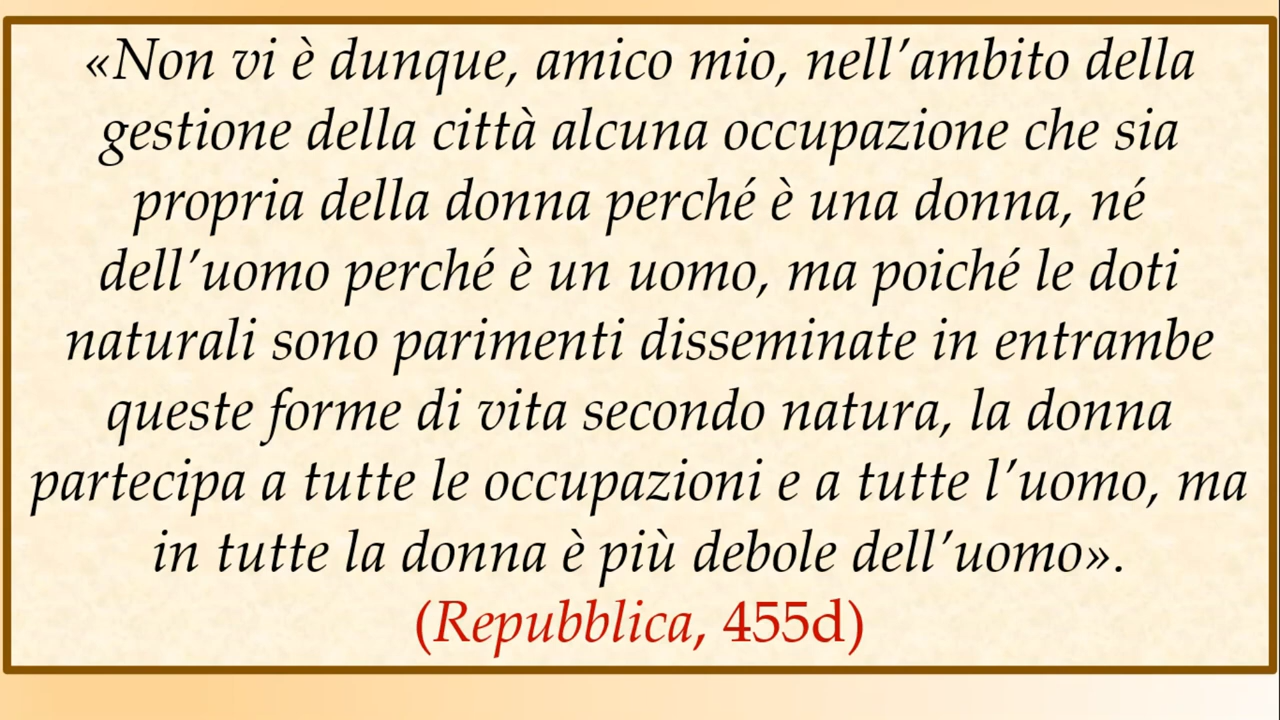 «Non vi è dunque, amico mio, nell’ambito della
gestione della città alcuna occupazione che sia
propria della donna perché è una donna, né
dell’uomo perché è un uomo, ma poiché le doti
naturali sono parimenti disseminate in entrambe
queste forme di vita secondo natura, la donna
partecipa a tutte le occupazioni e a tutte l’uomo, ma
in tutte la donna è più debole dell’uomo».
(Repubblica, 455d)